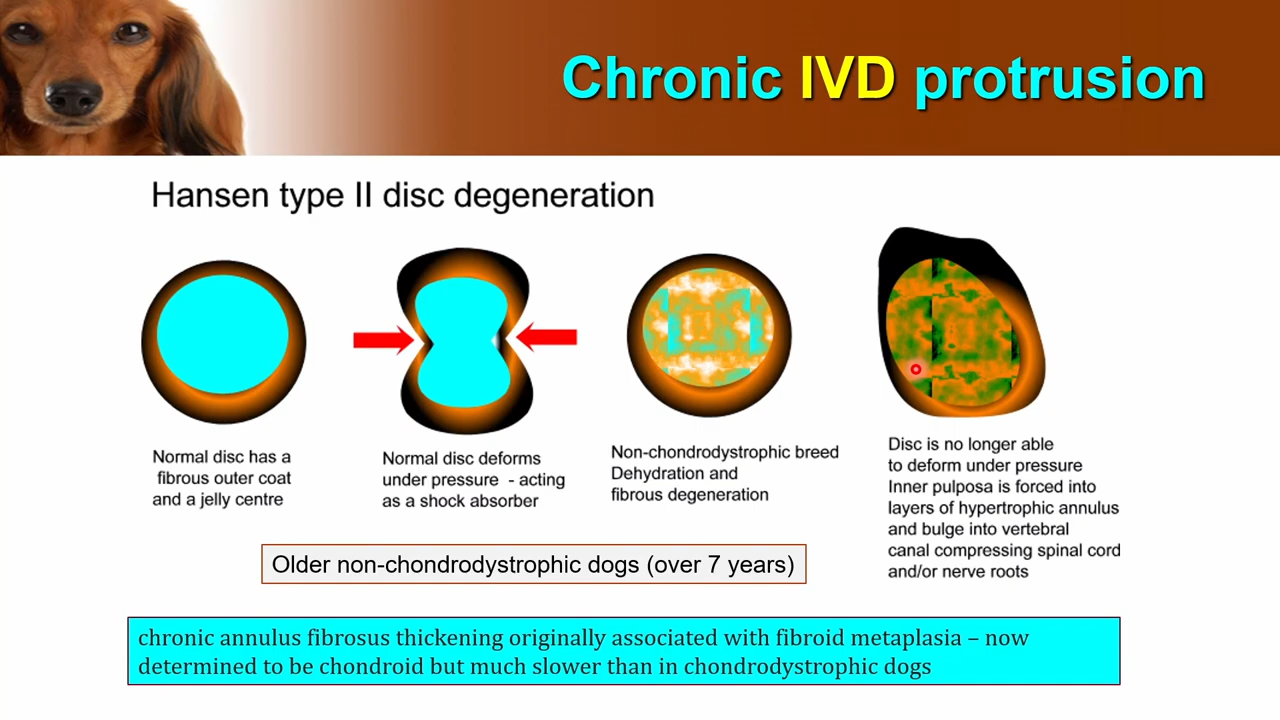 Chronic IVD protrusion
Hansen type II disc degeneration
Normal disc has a
fibrous outer coat
and a jelly centre
Normal disc deforms
under pressure - acting
as a shock absorber
Non-chondrodystrophic breed
Dehydration and
fibrous degeneration
Disc is no longer able
to deform under pressure
Inner pulposa is forced into
layers of hypertrophic annulus
and bulge into vertebral
canal compressing spinal cord
and/or nerve roots
Older non-chondrodystrophic dogs (over 7 years)
chronic annulus fibrosus thickening originally associated with fibroid metaplasia – now
determined to be chondroid but much slower than in chondrodystrophic dogs